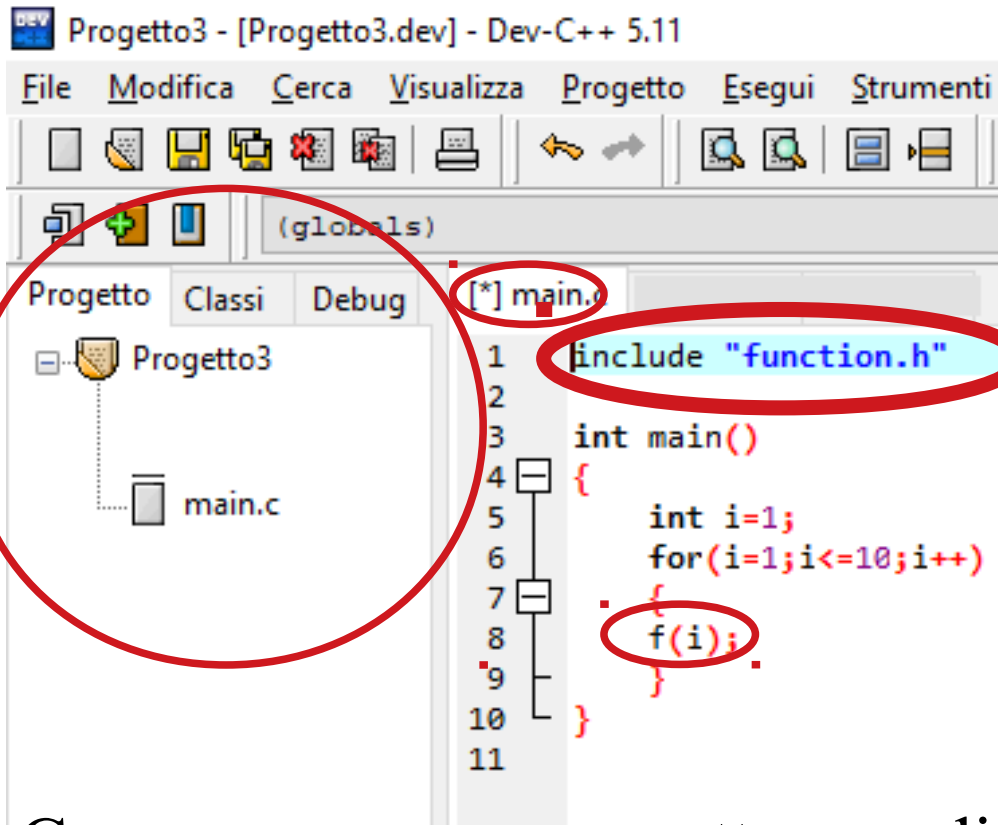 Progetto3 - [Progetto3.dev] - Dev-C++ 5.11
File Modifica Cerca Visualizza Progetto Esegui Strumenti
(globals)
Progetto Classi Debug
[*] main.c
Progetto3
main.c
1 include "function.h"
2
3 int main()
4 {
5 int i=1;
6 for(i=1;i<=10;i++)
7 {
8 f(i);
9 }
10 }
11